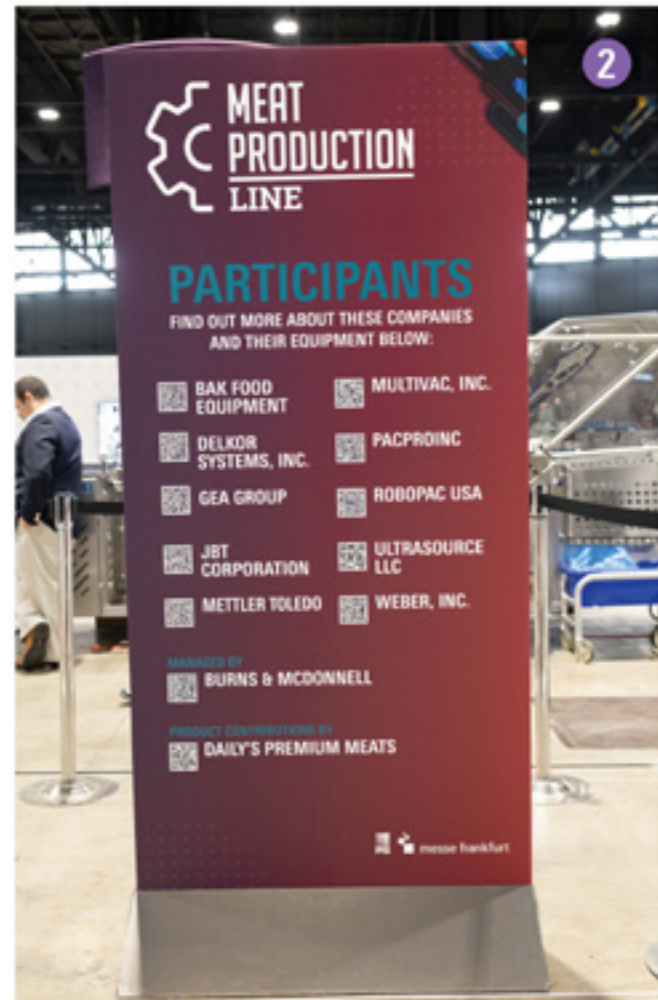 2
MEAT
PRODUCTION
LINE
PARTICIPANTS
FIND OUT MORE ABOUT THESE COMPANIES
AND THEIR EQUIPMENT BELOW:
BAK FOOD
EQUIPMENT
DELKOR
SYSTEMS, INC.
GEA GROUP
JBT
CORPORATION
METTLER TOLEDO
MULTIVAC, INC.
PACPROINC
ROBOPAC USA
ULTRASOURCE
LLC
WEBER, INC.
MANAGED BY
BURNS & MCDONNELL
PRODUCT CONTRIBUTIONS BY
DAILY'S PREMIUM MEATS
messe frankfurt